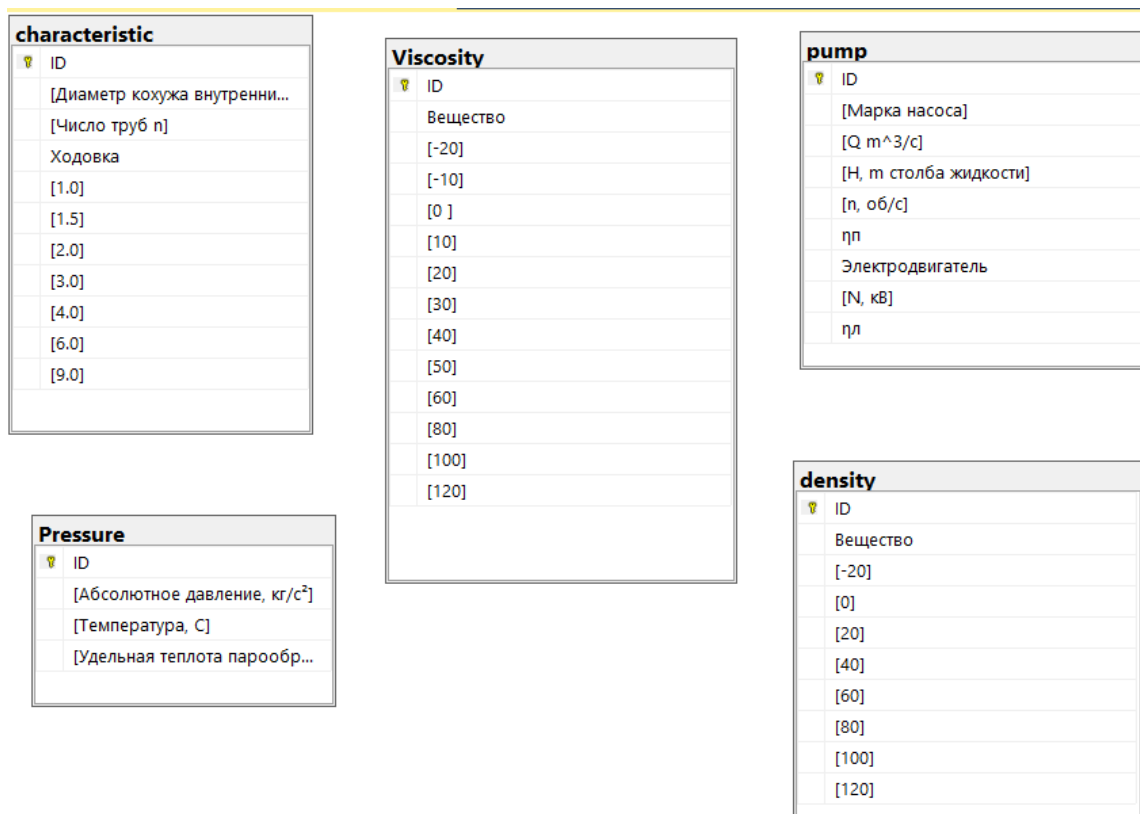 characteristic
ID
[Диаметр кохужа внутренни...
[Число труб n]
Ходовка
[1.0]
[1.5]
[2.0]
[3.0]
[4.0]
[6.0]
[9.0]
Viscosity
ID
Вещество
[-20]
[-10]
[0 ]
[10]
[20]
[30]
[40]
[50]
[60]
[80]
[100]
[120]
pump
ID
[Марка насоса]
[Q m^3/c]
[H, m столба жидкости]
[n, об/с]
ηп
Электродвигатель
[N, кВ]
ηл
Pressure
ID
[Абсолютное давление, кг/с²]
[Температура, С]
[Удельная теплота парообр...
density
ID
Вещество
[-20]
[0]
[20]
[40]
[60]
[80]
[100]
[120]